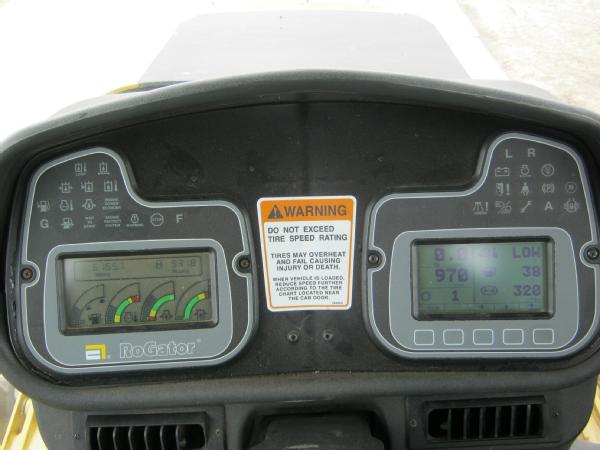 L R
G
F
A
N
STOP
WARNING
⚠ WARNING
DO NOT EXCEED
TIRE SPEED RATING
TIRES MAY OVERHEAT
AND FAIL CAUSING
INJURY OR DEATH.
WHEN VEHICLE IS LOADED,
REDUCE SPEED FURTHER
ACCORDING TO THE TIRE
CHART LOCATED NEAR
THE CAB DOOR.
LOW
970 38
1 320
RoGator®